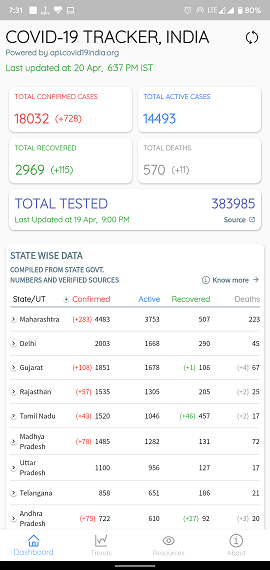 7:31
LTE 80%
COVID-19 TRACKER, INDIA
Powered by api.covid19india.org
Last updated at: 20 Apr, 6:37 PM IST
TOTAL CONFIRMED CASES
18032 (+728)
TOTAL ACTIVE CASES
14493
TOTAL RECOVERED
2969 (+115)
TOTAL DEATHS
570 (+11)
TOTAL TESTED 383985
Last Updated at 19 Apr, 9:00 PM Source
STATE WISE DATA
COMPILED FROM STATE GOVT.
NUMBERS AND VERIFIED SOURCES Know more
State/UT Confirmed Active Recovered Deaths
Maharashtra (+283) 4483 3753 507 223
Delhi 2003 1668 290 45
Gujarat (+108) 1851 1678 (+1) 106 (+4) 67
Rajasthan (+57) 1535 1305 205 (+2) 25
Tamil Nadu (+43) 1520 1046 (+46) 457 (+2) 17
Madhya
Pradesh (+78) 1485 1282 131 72
Uttar
Pradesh 1100 956 127 17
Telangana 858 651 186 21
Andhra
Pradesh (+75) 722 610 (+27) 92 (+3) 20
Dashboard Trends Resources About